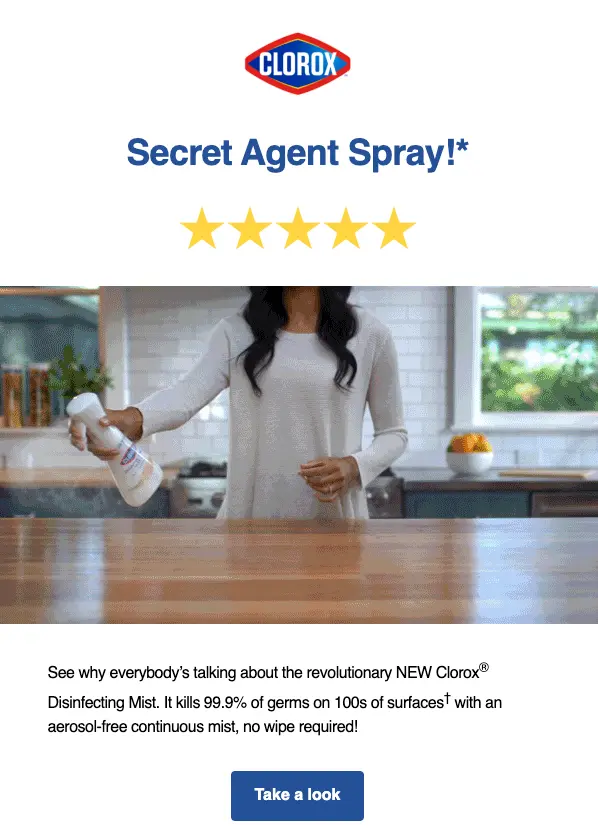 CLOROX
Secret Agent Spray!*
CLOROX
See why everybody’s talking about the revolutionary NEW Clorox®
Disinfecting Mist. It kills 99.9% of germs on 100s of surfaces† with an
aerosol-free continuous mist, no wipe required!
Take a look